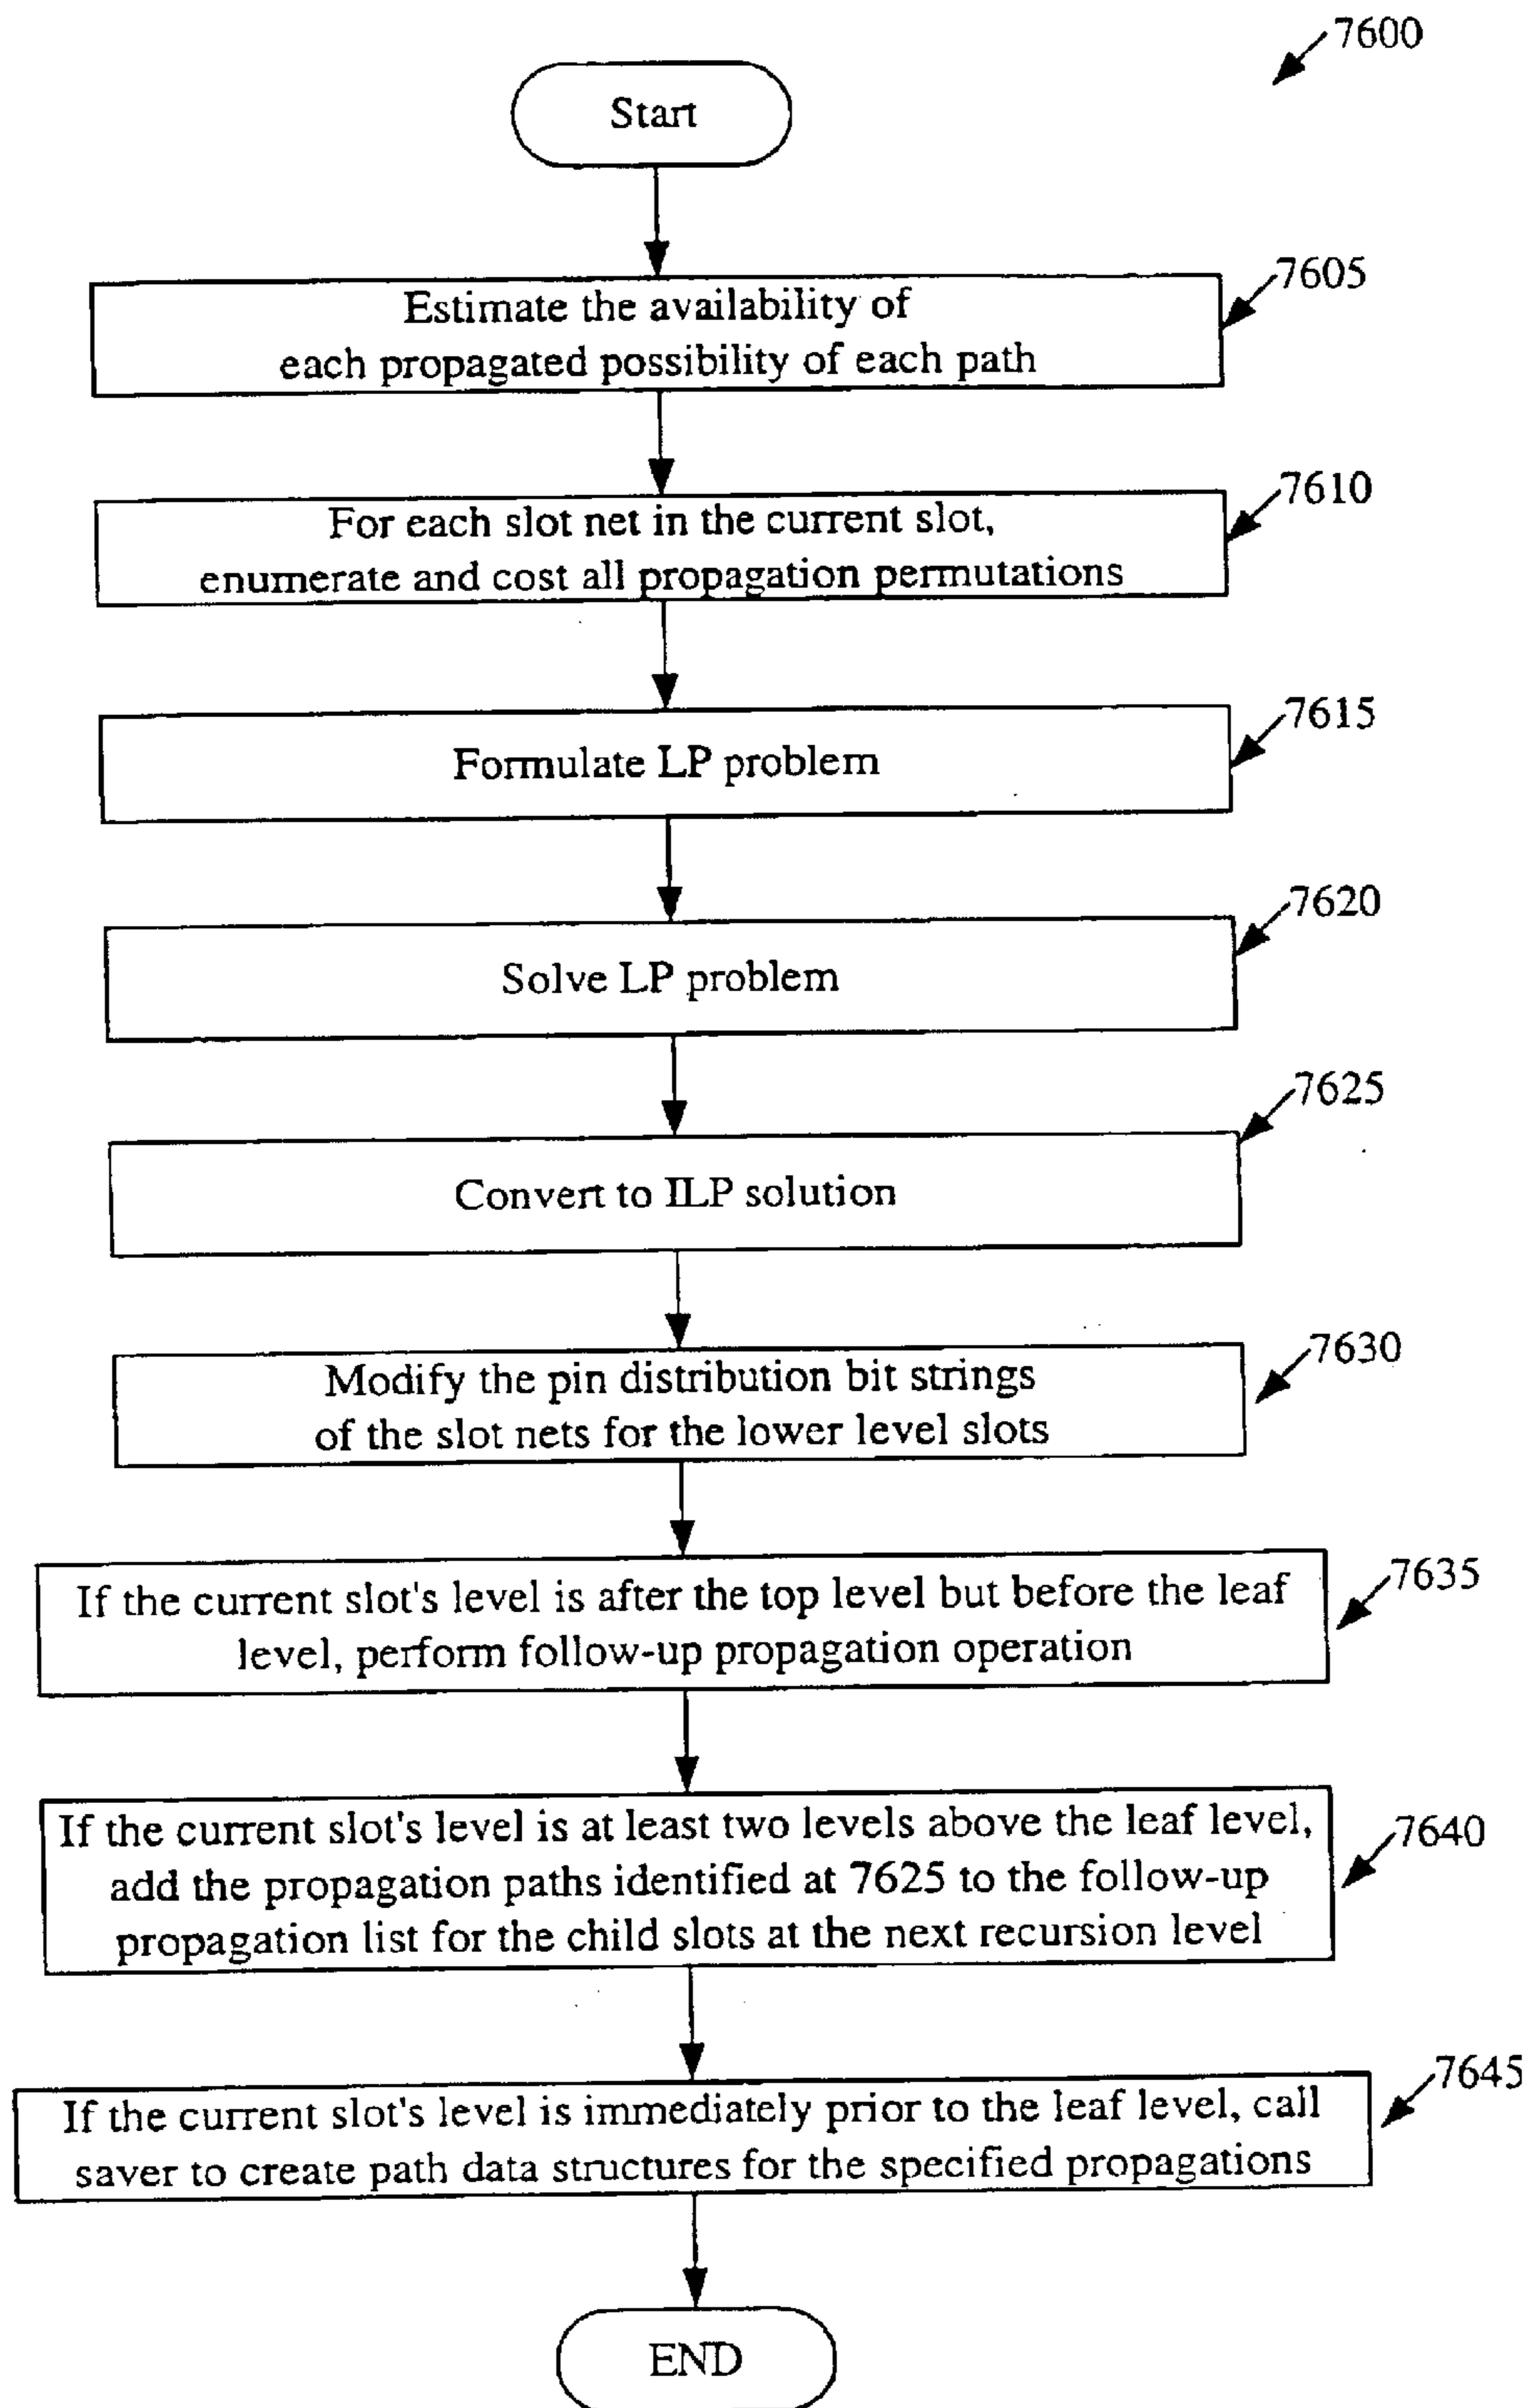 7600
Start
7605
Estimate the availability of
each propagated possibility of each path
7610
For each slot net in the current slot,
enumerate and cost all propagation permutations
7615
Formulate LP problem
7620
Solve LP problem
7625
Convert to ILP solution
7630
Modify the pin distribution bit strings
of the slot nets for the lower level slots
7635
If the current slot's level is after the top level but before the leaf
level, perform follow-up propagation operation
7640
If the current slot's level is at least two levels above the leaf level,
add the propagation paths identified at 7625 to the follow-up
propagation list for the child slots at the next recursion level
7645
If the current slot's level is immediately prior to the leaf level, call
saver to create path data structures for the specified propagations
END